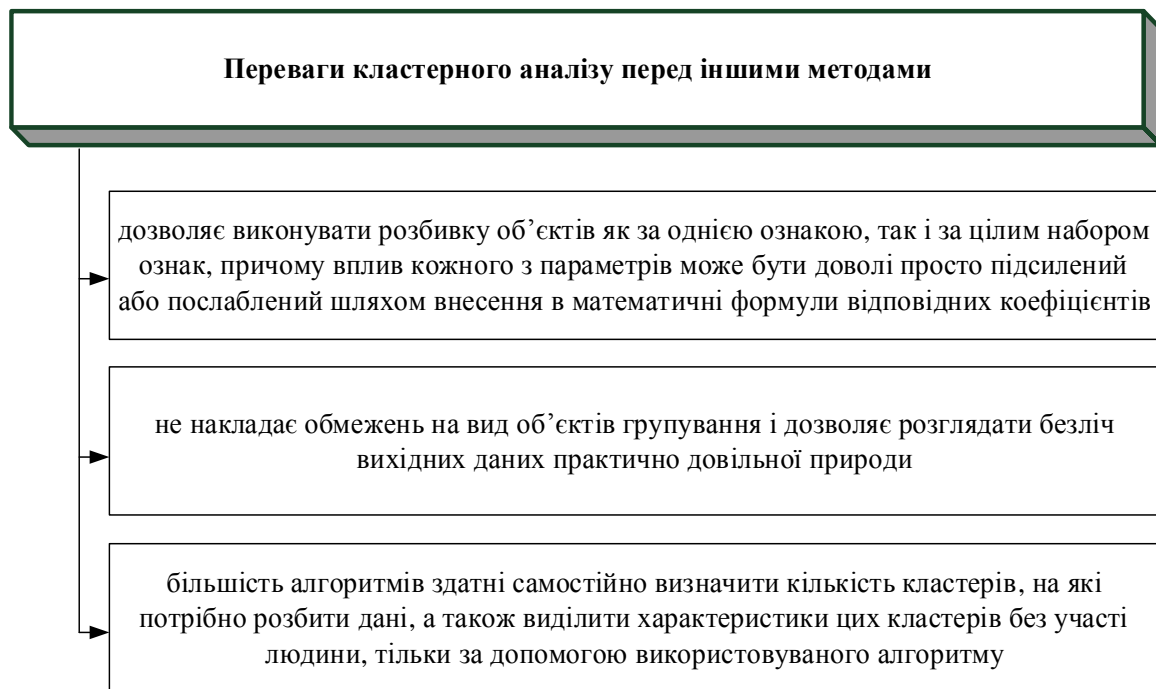 Переваги кластерного аналізу перед іншими методами
дозволяє виконувати розбивку об’єктів як за однією ознакою, так і за цілим набором
ознак, причому вплив кожного з параметрів може бути доволі просто підсилений
або послаблений шляхом внесення в математичні формули відповідних коефіцієнтів
не накладає обмежень на вид об’єктів групування і дозволяє розглядати безліч
вихідних даних практично довільної природи
більшість алгоритмів здатні самостійно визначити кількість кластерів, на які
потрібно розбити дані, а також виділити характеристики цих кластерів без участі
людини, тільки за допомогою використовуваного алгоритму